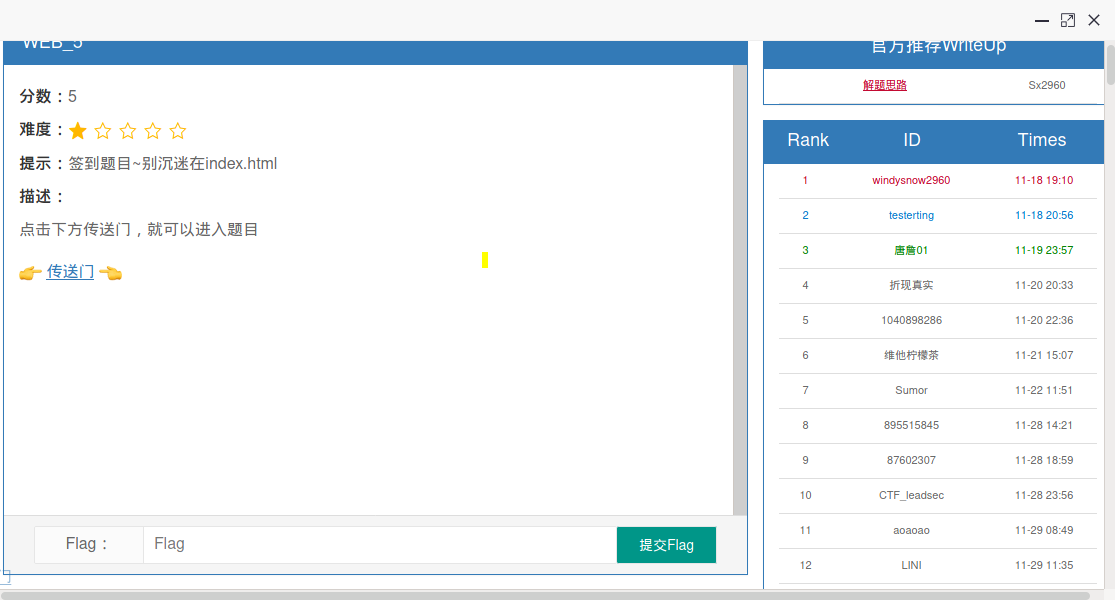 WEB_5
分数：5
难度：
提示：签到题目~别沉迷在index.html
描述：
点击下方传送门，就可以进入题目
传送门
Flag：
Flag
提交Flag
官方推荐WriteUp
解题思路 Sx2960
Rank ID Times
1 windysnow2960 11-18 19:10
2 testerting 11-18 20:56
3 唐詹01 11-19 23:57
4 折现真实 11-20 20:33
5 1040898286 11-20 22:36
6 维他柠檬茶 11-21 15:07
7 Sumor 11-22 11:51
8 895515845 11-28 14:21
9 87602307 11-28 18:59
10 CTF_leadsec 11-28 23:56
11 aoaoao 11-29 08:49
12 LINI 11-29 11:35